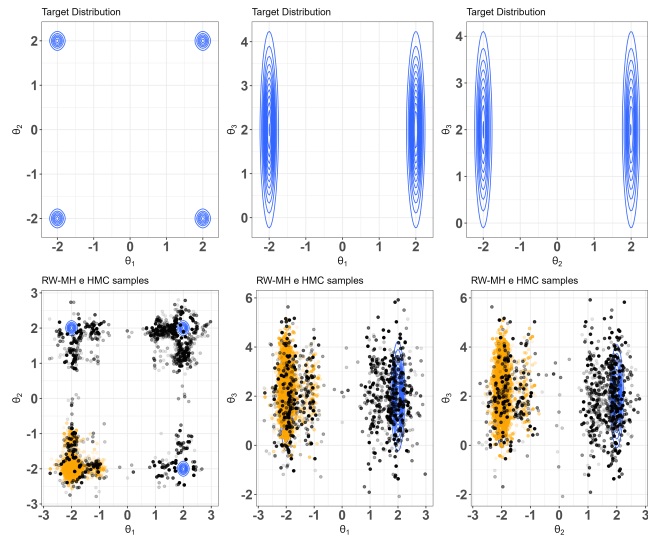 Target Distribution
θ2
2
1
0
-1
-2
-2 -1 0 1 2
θ1
Target Distribution
θ3
4
3
2
1
0
-2 -1 0 1 2
θ1
Target Distribution
θ3
4
3
2
1
0
-2 -1 0 1 2
θ2
RW-MH e HMC samples
θ2
3
2
1
0
-1
-2
-3
-3 -2 -1 0 1 2 3
θ1
RW-MH e HMC samples
θ3
6
4
2
0
-2
-3 -2 -1 0 1 2 3
θ1
RW-MH e HMC samples
θ3
6
4
2
0
-2
-3 -2 -1 0 1 2 3
θ2